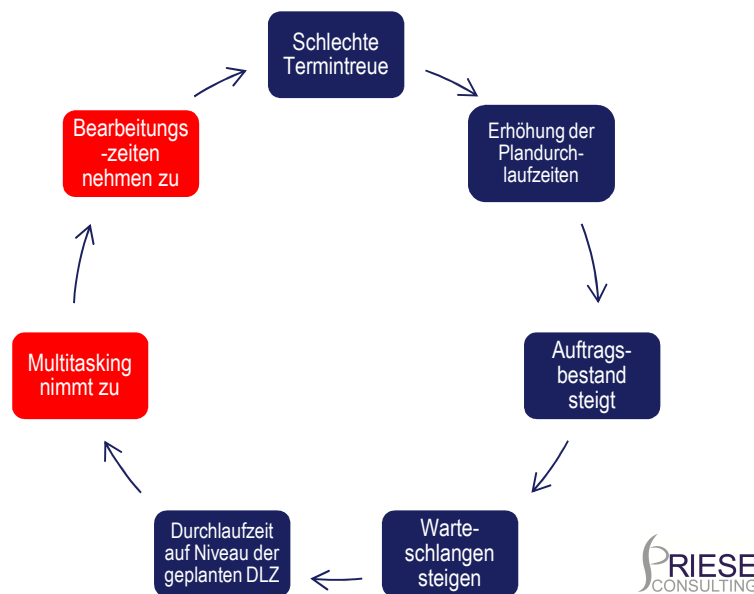 Schlechte
Termintreue
Erhöhung der
Plandurch-
laufzeiten
Auftrags-
bestand
steigt
Warte-
schlangen
steigen
Durchlaufzeit
auf Niveau der
geplanten DLZ
Multitasking
nimmt zu
Bearbeitungs
-zeiten
nehmen zu
PRIESE
CONSULTING